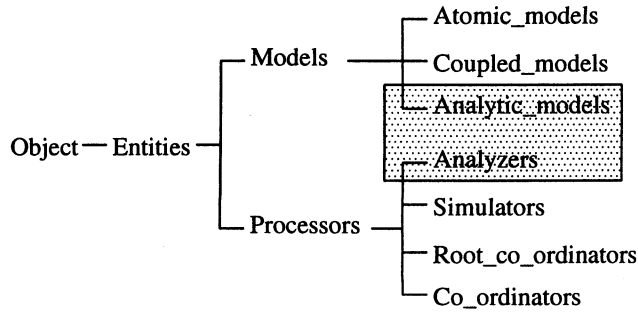 Atomic_models
Models
Coupled_models
Analytic_models
Object
Entities
Analyzers
Simulators
Processors
Root_co_ordinators
Co_ordinators